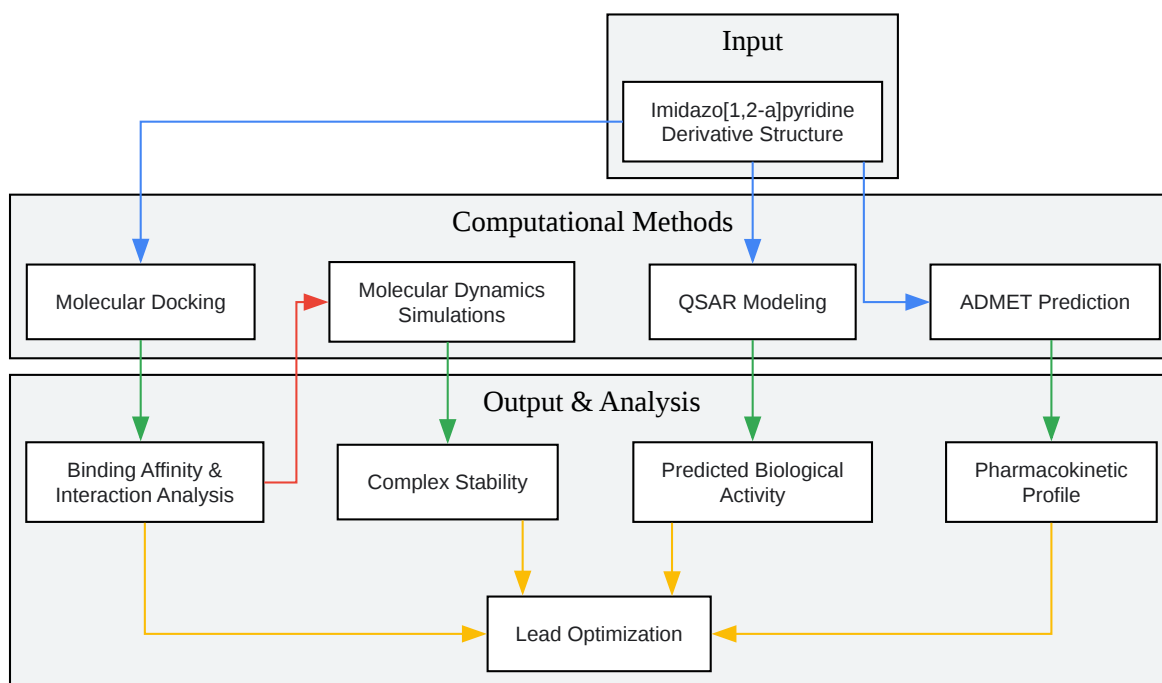 Input
Imidazo[1,2-a]pyridine
Derivative Structure
Computational Methods
Molecular Docking
Molecular Dynamics
Simulations
QSAR Modeling
ADMET Prediction
Output & Analysis
Binding Affinity &
Interaction Analysis
Complex Stability
Predicted Biological
Activity
Pharmacokinetic
Profile
Lead Optimization